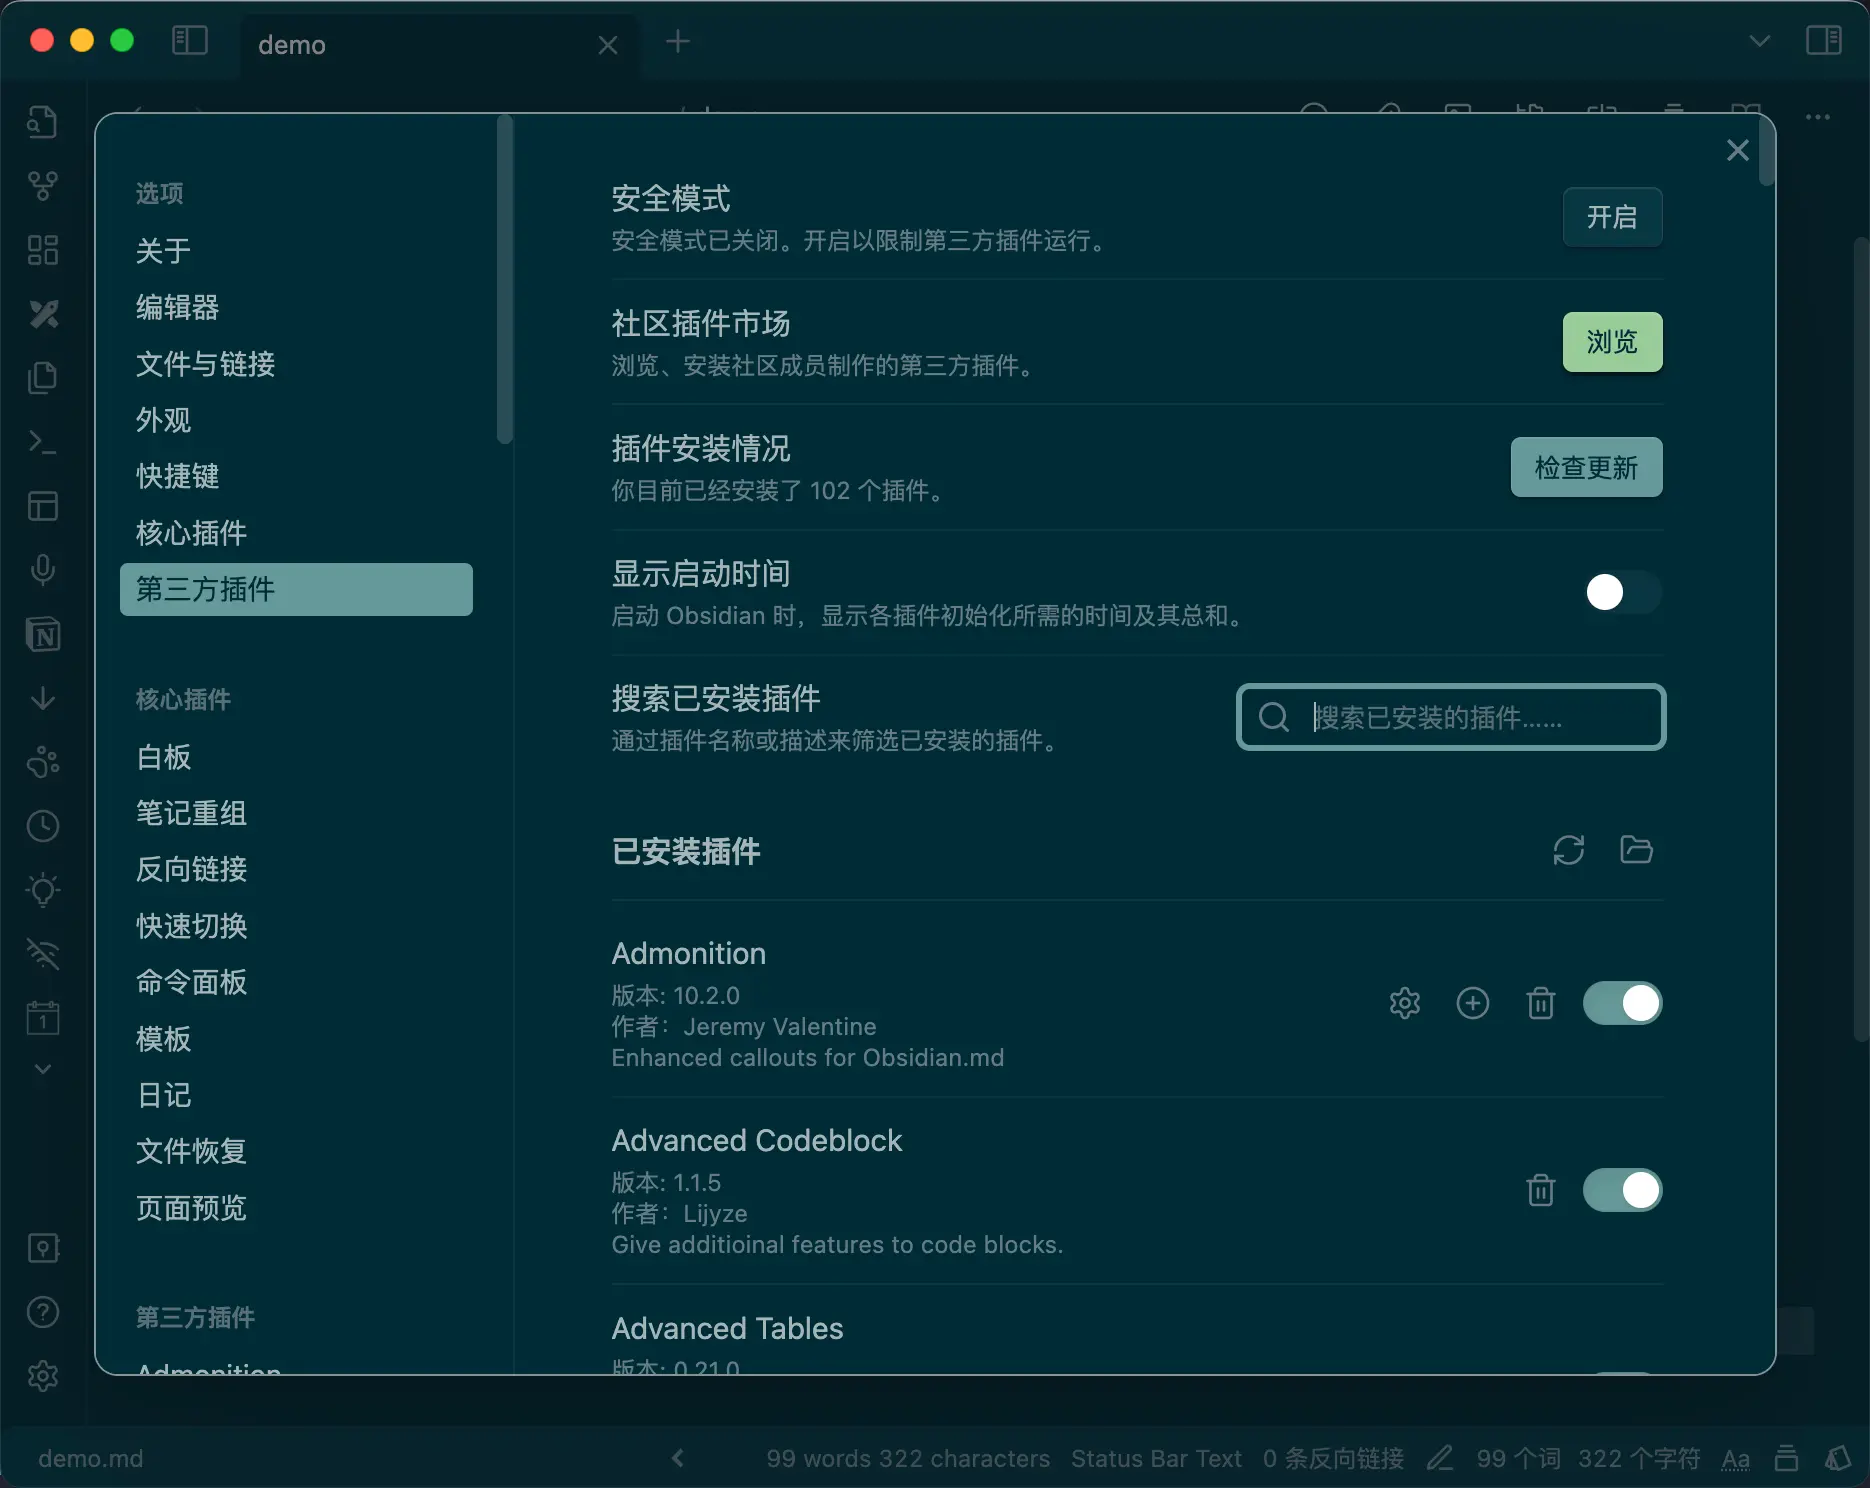 demo
选项
关于
编辑器
文件与链接
外观
快捷键
核心插件
第三方插件
核心插件
白板
笔记重组
反向链接
快速切换
命令面板
模板
日记
文件恢复
页面预览
第三方插件
Admonition
安全模式
安全模式已关闭。开启以限制第三方插件运行。
开启
社区插件市场
浏览、安装社区成员制作的第三方插件。
浏览
插件安装情况
你目前已经安装了 102 个插件。
检查更新
显示启动时间
启动 Obsidian 时，显示各插件初始化所需的时间及其总和。
搜索已安装插件
通过插件名称或描述来筛选已安装的插件。
搜索已安装的插件……
已安装插件
Admonition
版本: 10.2.0
作者：Jeremy Valentine
Enhanced callouts for Obsidian.md
Advanced Codeblock
版本: 1.1.5
作者：Lijyze
Give additioinal features to code blocks.
Advanced Tables
版本: 0.21.0
1
demo.md
99 words 322 characters
Status Bar Text
0 条反向链接
99 个词
322 个字符
Aa